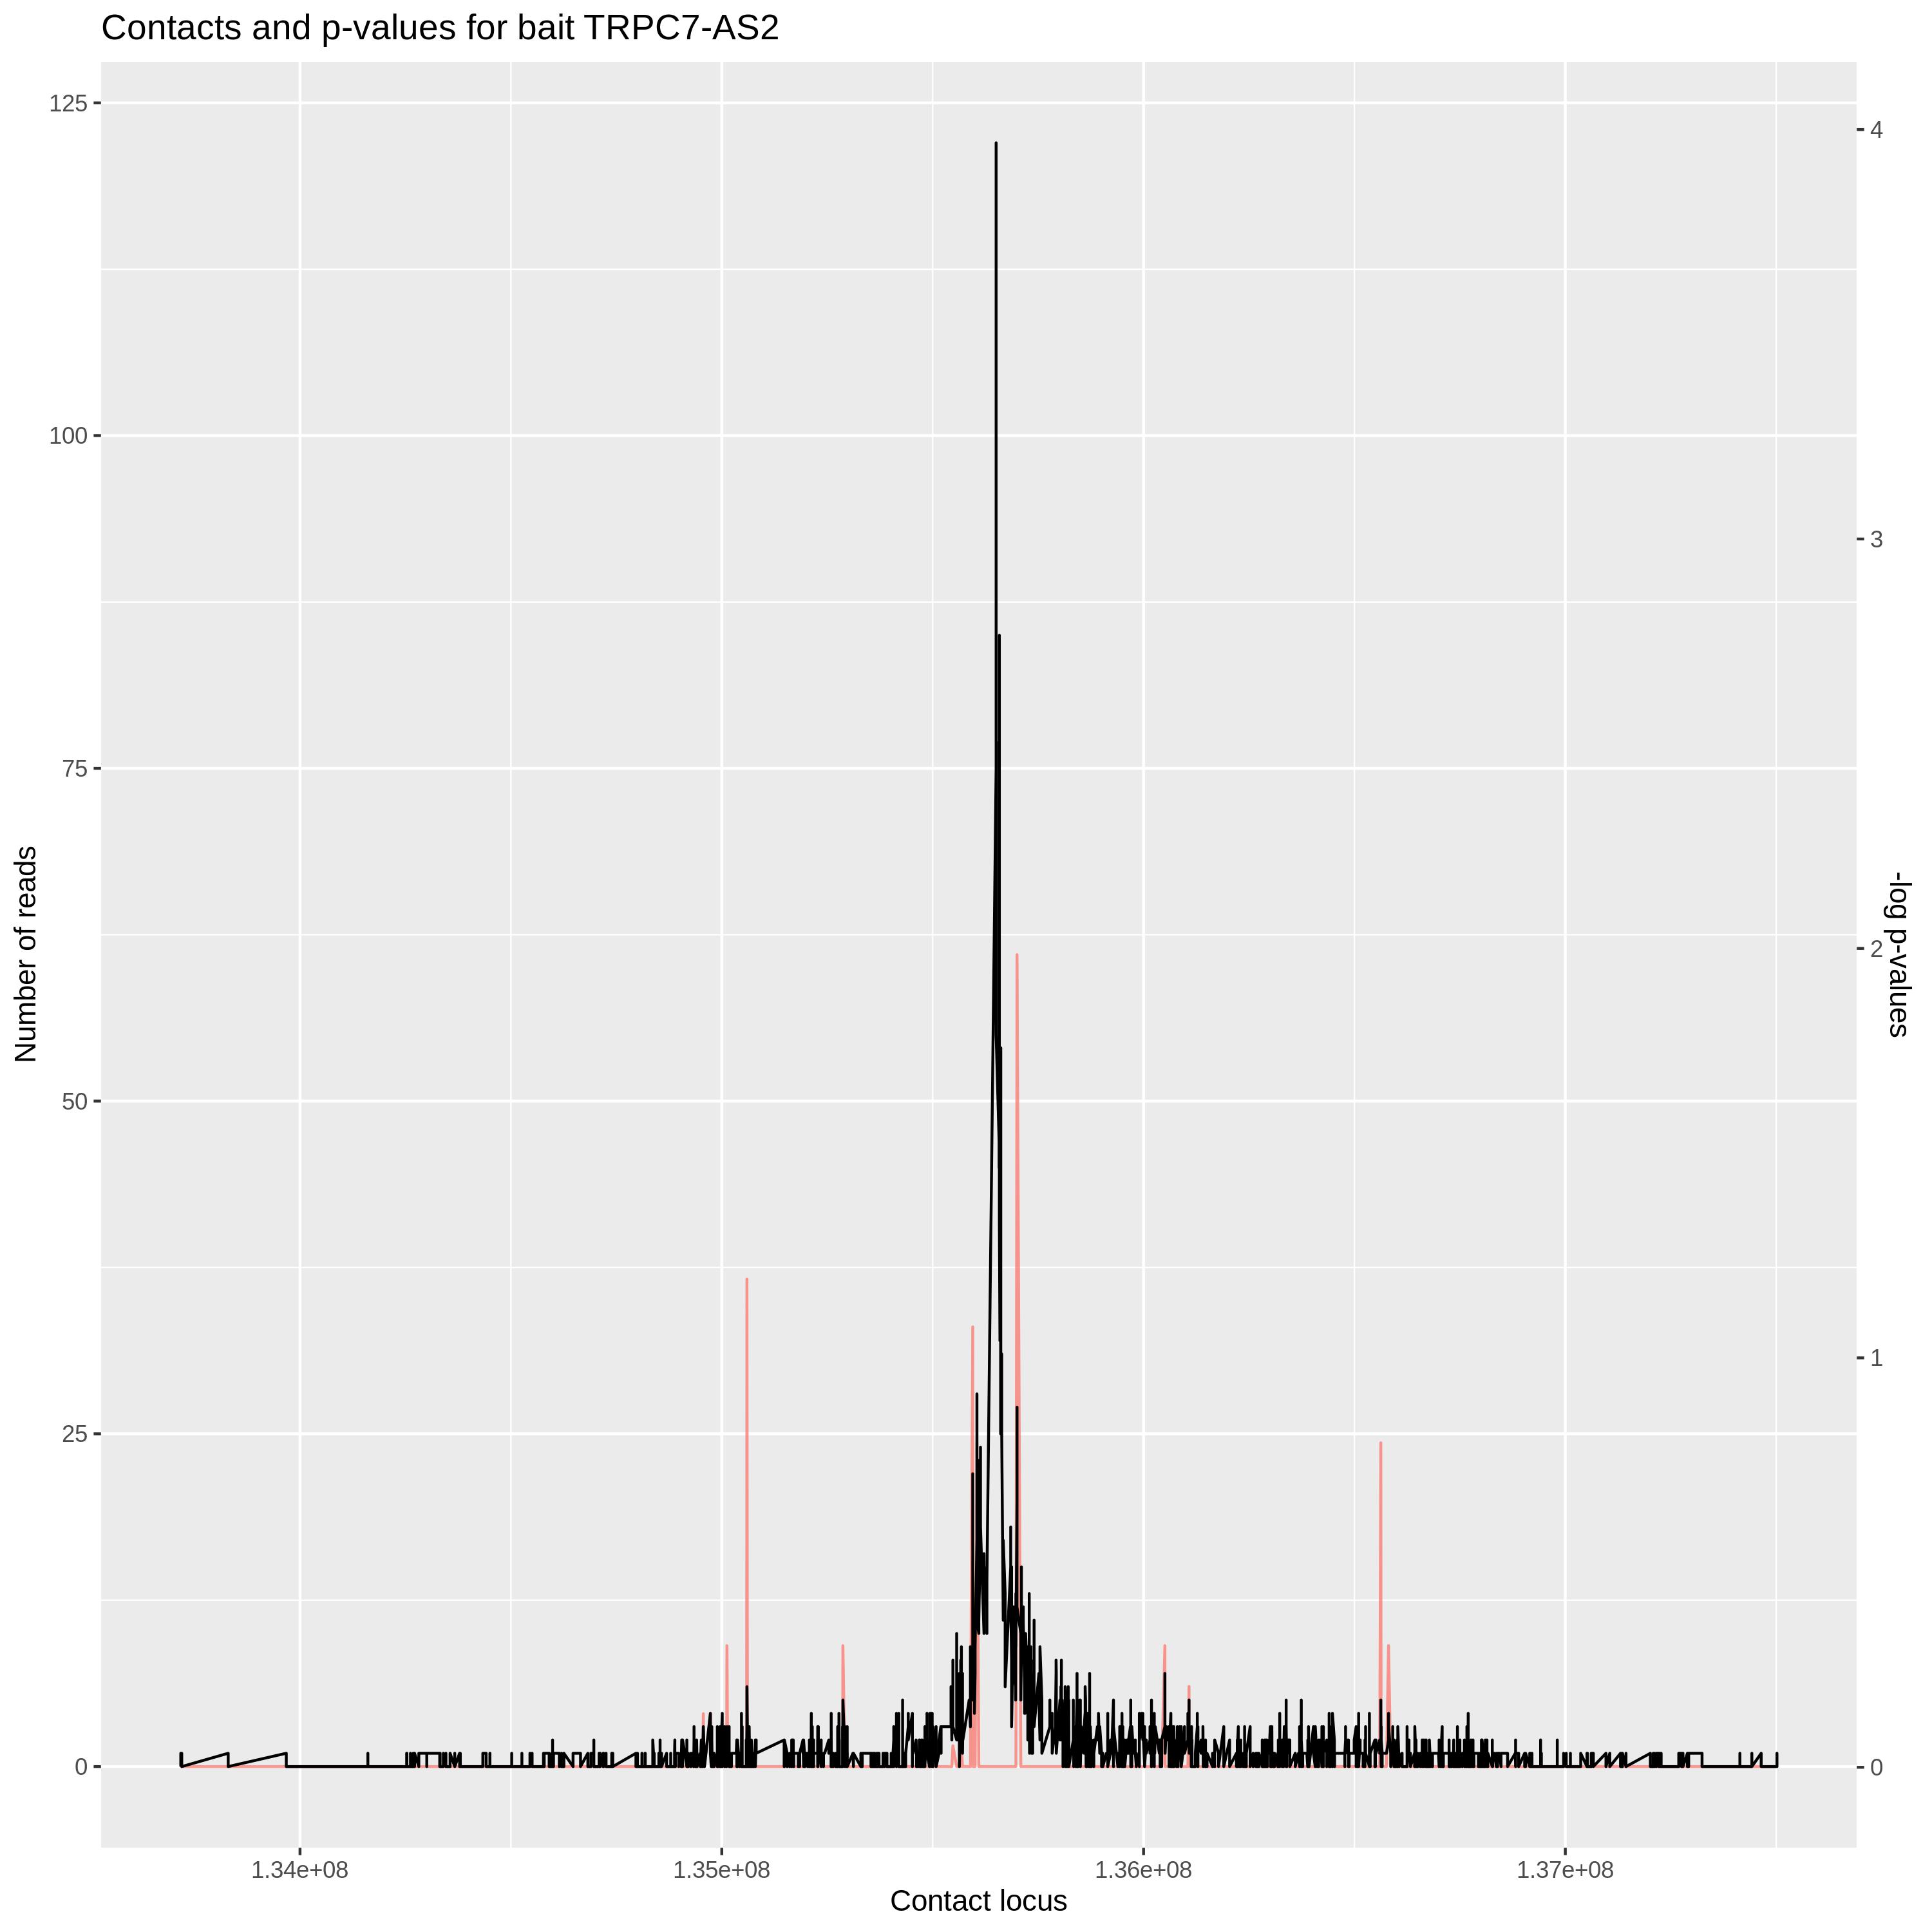 Contacts and p-values for bait TRPC7-AS2
125
100
75
50
25
0
4
3
2
1
0
Number of reads
-log p-values
1.34e+08
1.35e+08
1.36e+08
1.37e+08
Contact locus